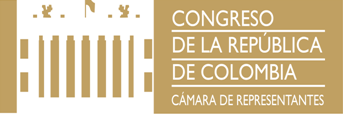 CONGRESO
DE LA REPÚBLICA
DE COLOMBIA
CÁMARA DE REPRESENTANTES